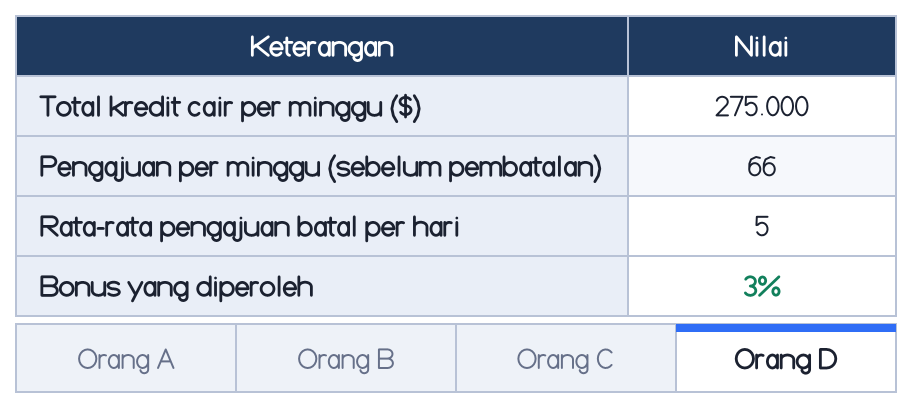 Keterangan Nilai
Total kredit cair per minggu ($) 275.000
Pengajuan per minggu (sebelum pembatalan) 66
Rata-rata pengajuan batal per hari 5
Bonus yang diperoleh 3%
Orang A Orang B Orang C Orang D